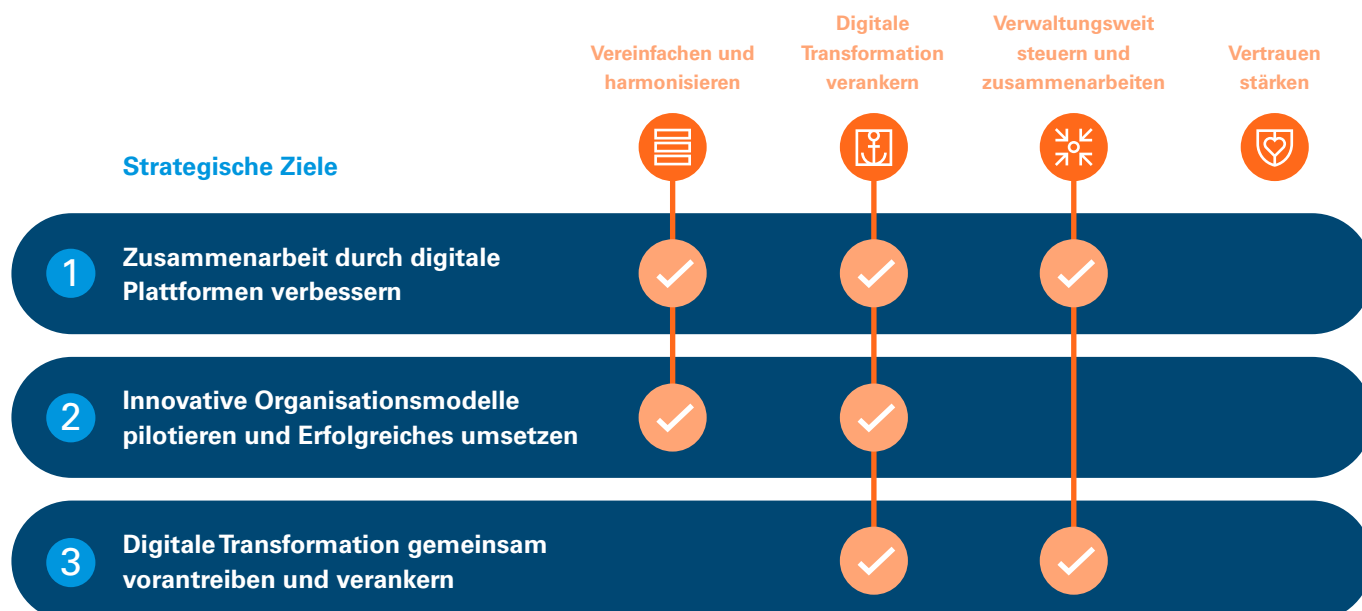 Vereinfachen und
harmonisieren
Digitale
Transformation
verankern
Verwaltungsweit
steuern und
zusammenarbeiten
Vertrauen
stärken
Strategische Ziele
1
Zusammenarbeit durch digitale
Plattformen verbessern
2
Innovative Organisationsmodelle
pilotieren und Erfolgreiches umsetzen
3
Digitale Transformation gemeinsam
vorantreiben und verankern